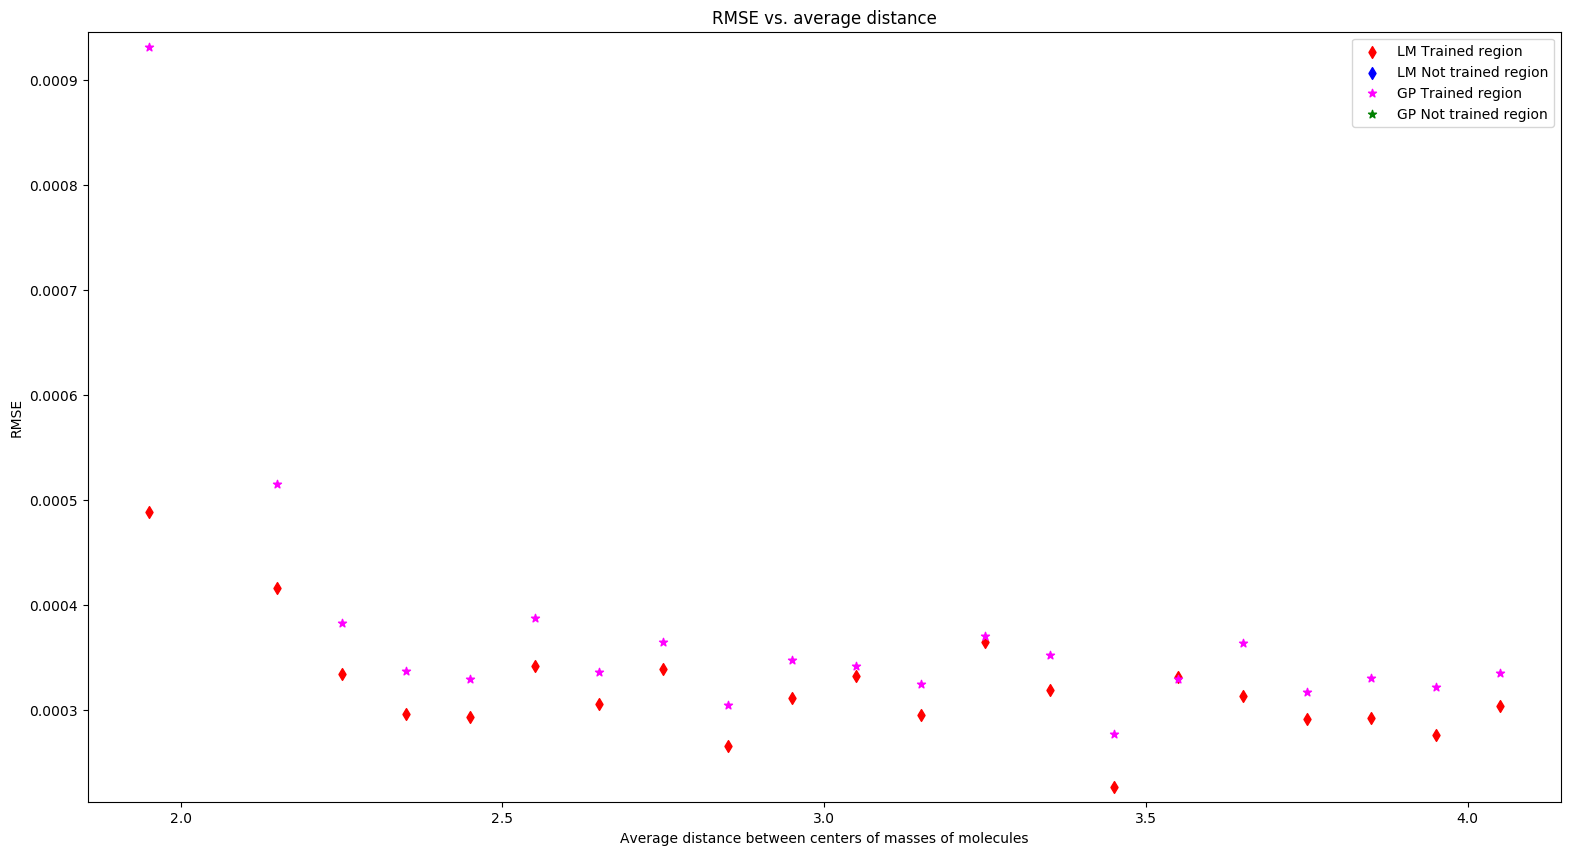 RMSE vs. average distance
LM Trained region
LM Not trained region
GP Trained region
GP Not trained region
RMSE
0.0009
0.0008
0.0007
0.0006
0.0005
0.0004
0.0003
2.0 2.5 3.0 3.5 4.0
Average distance between centers of masses of molecules